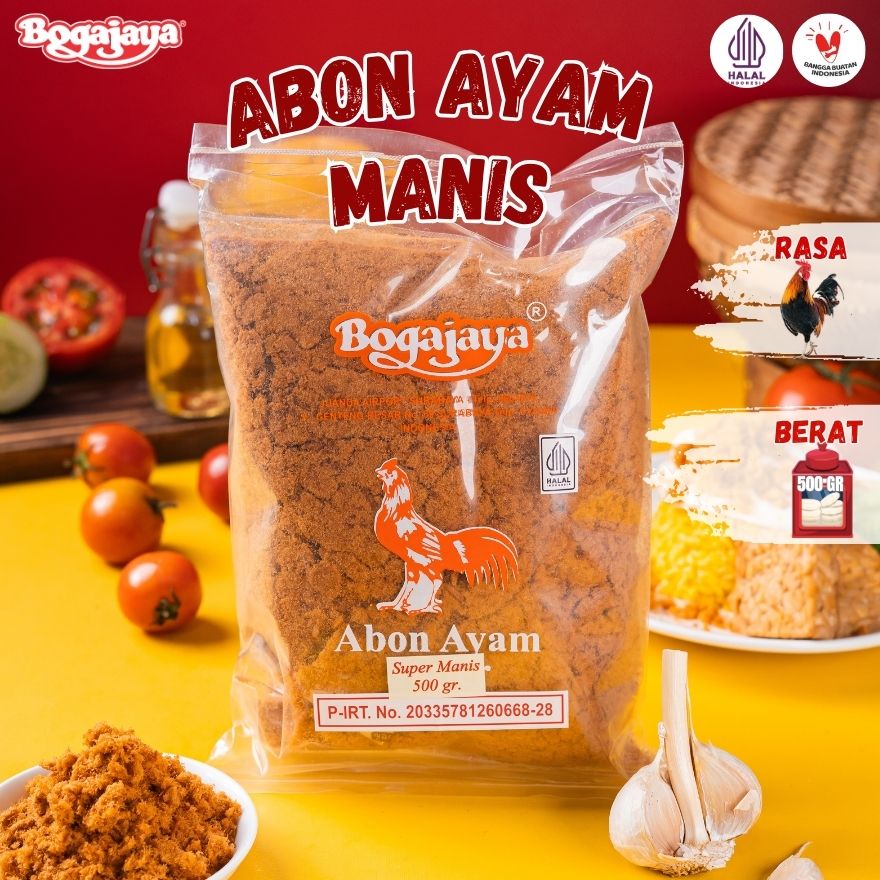 Bogajaya®
HALAL
INDONESIA
BANGGA BUATAN
INDONESIA
ABON AYAM
MANIS
RASA
Bogajaya®
HALAL
INDONESIA
BERAT
500 GR
Abon Ayam
Super Manis
500 gr.
P-IRT. No. 20335781260668-28